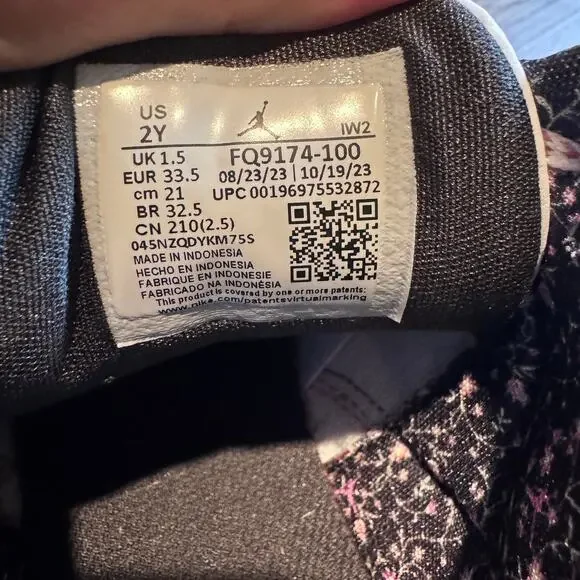 US
2Y
IW2
UK 1.5 FQ9174-100
EUR 33.5 08/23/23 | 10/19/23
cm 21 UPC 00196975532872
BR 32.5
CN 210(2.5)
045NZQDYKM75S
MADE IN INDONESIA
HECHO EN INDONESIA
FABRIQUE EN INDONESIE
FABRICADO NA INDONESIA
This product is covered by one or more patents:
www.nike.com/patentsvirtualmarking